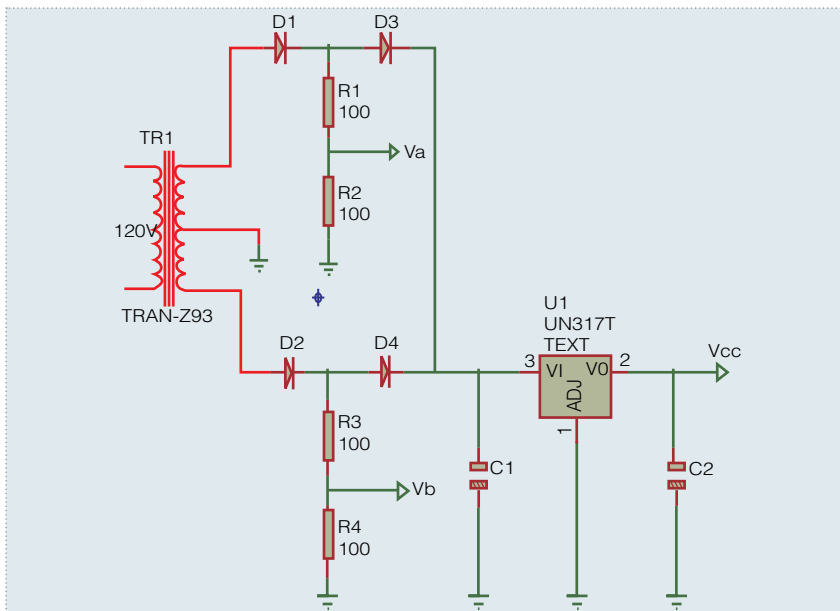 D1
D3
R1
100
Va
TR1
R2
100
120V
TRAN-Z93
U1
UN317T
TEXT
D2
D4
Vcc
3
VI
V0
2
ADJ
1
R3
100
C1
C2
Vb
R4
100